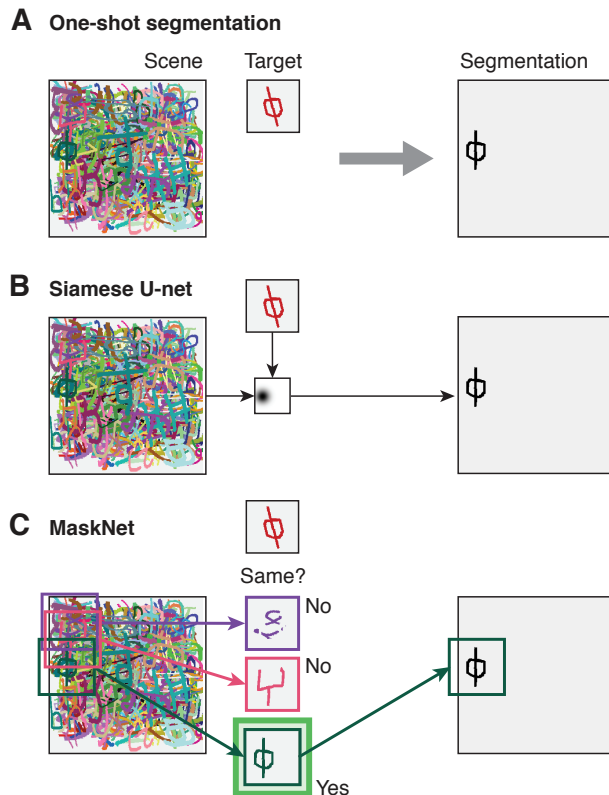 A One-shot segmentation
Scene Target Segmentation
B Siamese U-net
C MaskNet
Same?
No
No
Yes